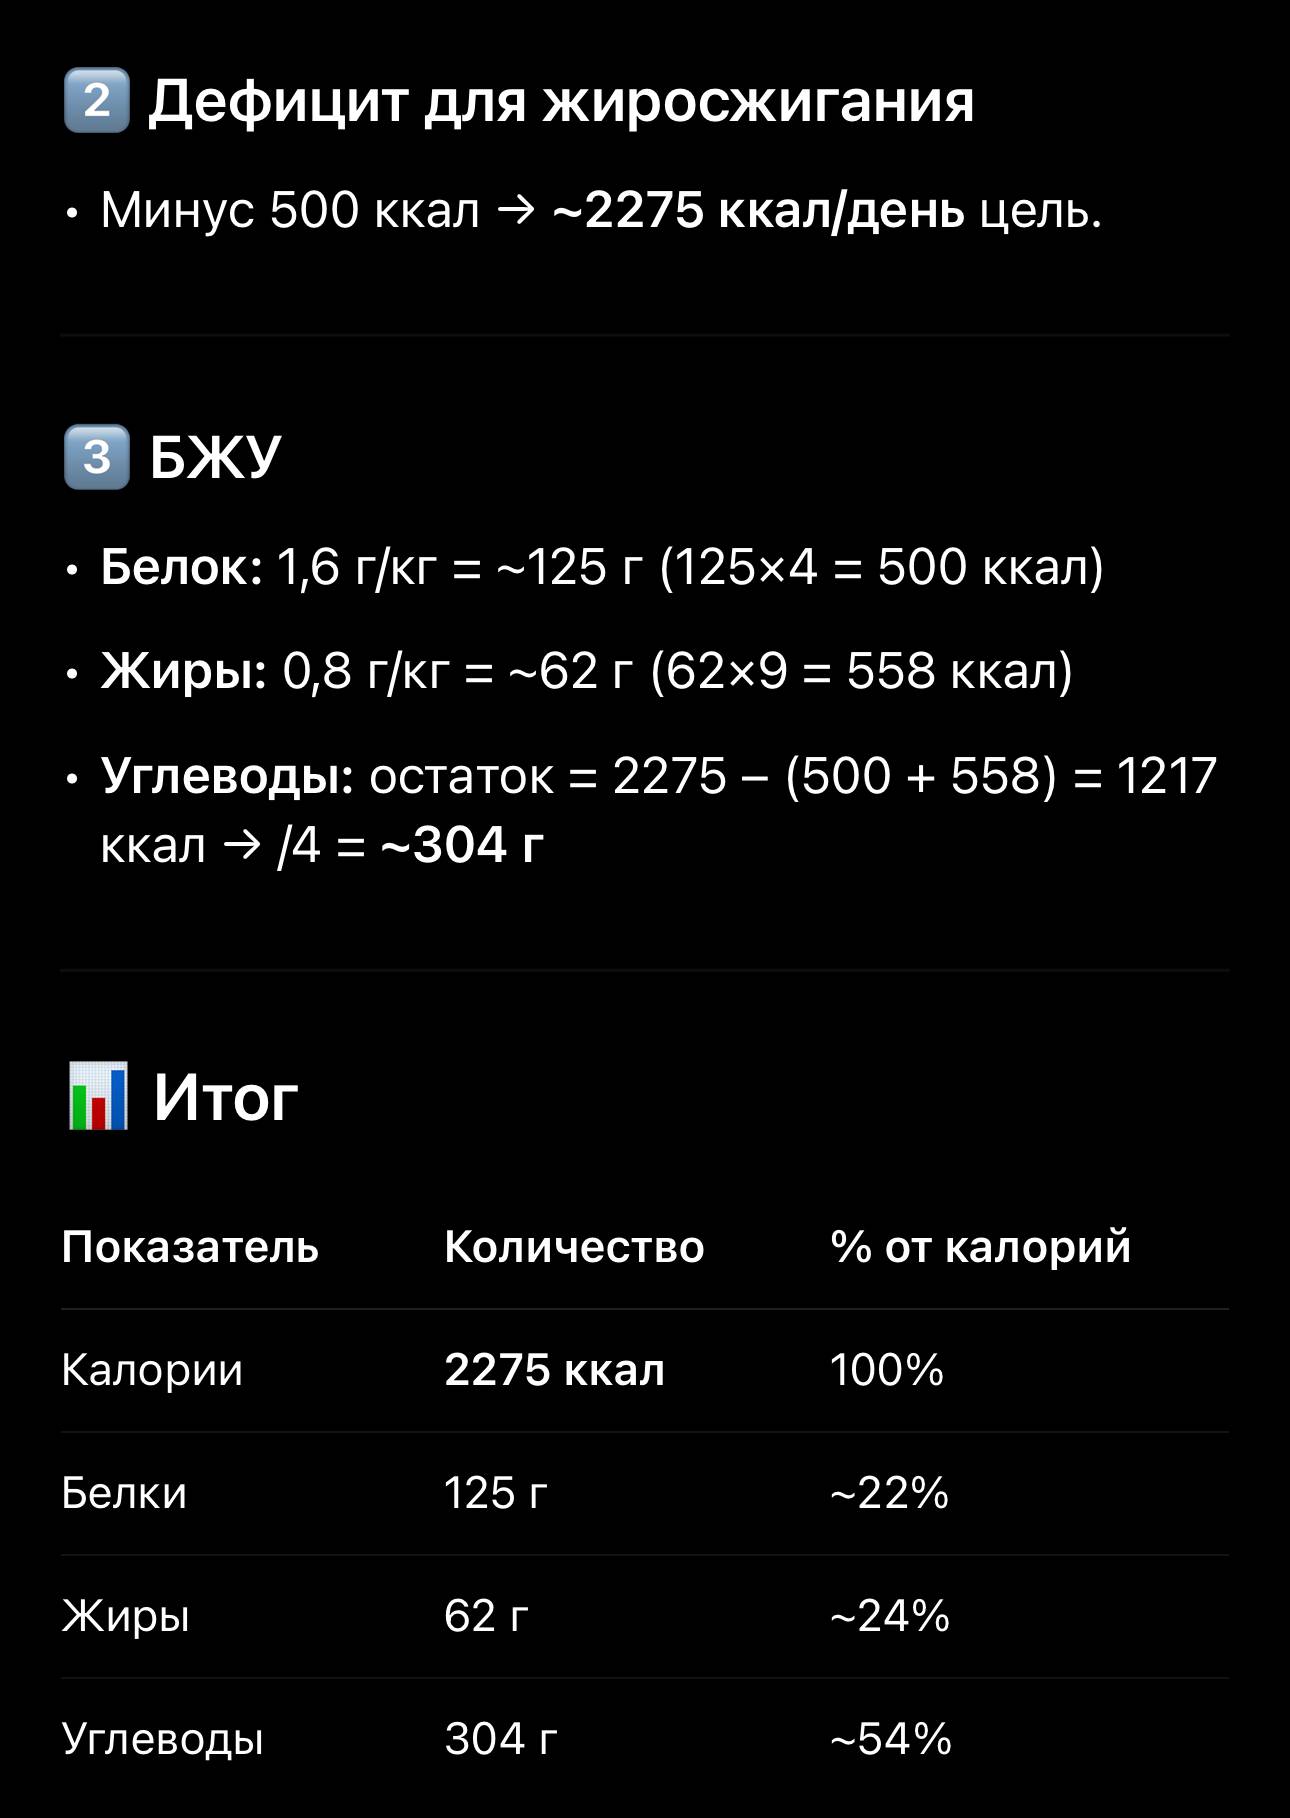 2️⃣ Дефицит для жиросжигания
• Минус 500 ккал → ~2275 ккал/день цель.
3️⃣ БЖУ
• Белок: 1,6 г/кг = ~125 г (125×4 = 500 ккал)
• Жиры: 0,8 г/кг = ~62 г (62×9 = 558 ккал)
• Углеводы: остаток = 2275 – (500 + 558) = 1217
ккал → /4 = ~304 г
📊 Итог
Показатель Количество % от калорий
Калории 2275 ккал 100%
Белки 125 г ~22%
Жиры 62 г ~24%
Углеводы 304 г ~54%